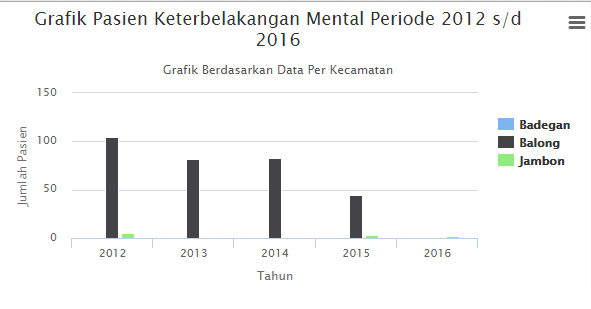 Grafik Pasien Keterbelakangan Mental Periode 2012 s/d
2016
Grafik Berdasarkan Data Per Kecamatan
Jumlah Pasien
150
100
50
0
2012 2013 2014 2015 2016
Tahun
Badegan
Balong
Jambon